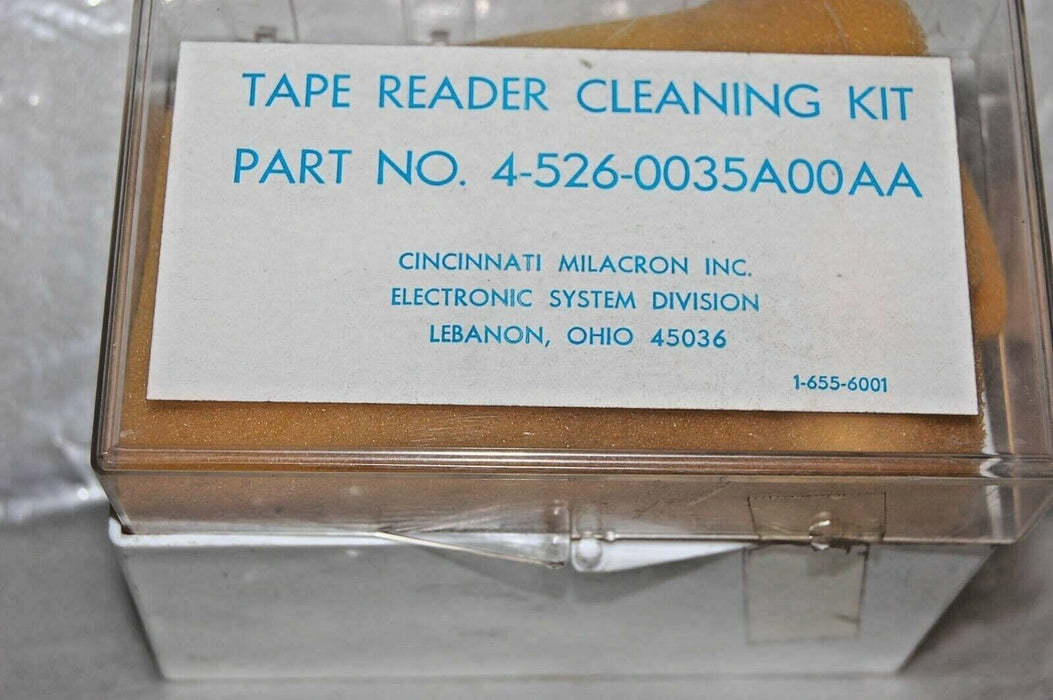 TAPE READER CLEANING KIT
PART NO. 4-526-0035A00AA
CINCINNATI MILACRON INC.
ELECTRONIC SYSTEM DIVISION
LEBANON, OHIO 45036
1-655-6001